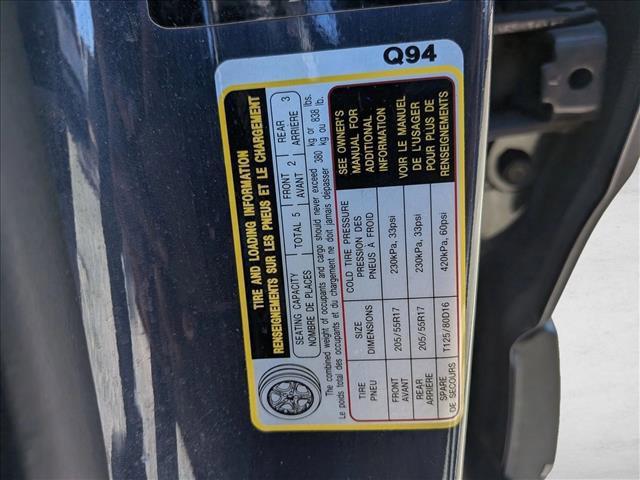 Q94
TIRE AND LOADING INFORMATION
RENSEIGNEMENTS SUR LES PNEUS ET LE CHARGEMENT
SEATING CAPACITY TOTAL 5 FRONT 2 REAR 3
NOMBRE DE PLACES AVANT ARRIÈRE
The combined weight of occupants and cargo should never exceed 380 kg or 838 lbs.
Le poids total des occupants et du chargement ne doit jamais dépasser 380 kg ou 838 lb.
TIRE SIZE COLD TIRE PRESSURE
PNEU DIMENSIONS PRESSION DES
PNEUS À FROID
FRONT 205/55R17 230kPa, 33psi
AVANT
REAR 205/55R17 230kPa, 33psi
ARRIÈRE
SPARE T125/80D16 420kPa, 60psi
DE SECOURS
SEE OWNER'S
MANUAL FOR
ADDITIONAL
INFORMATION
VOIR LE MANUEL
DE L'USAGER
POUR PLUS DE
RENSEIGNEMENTS